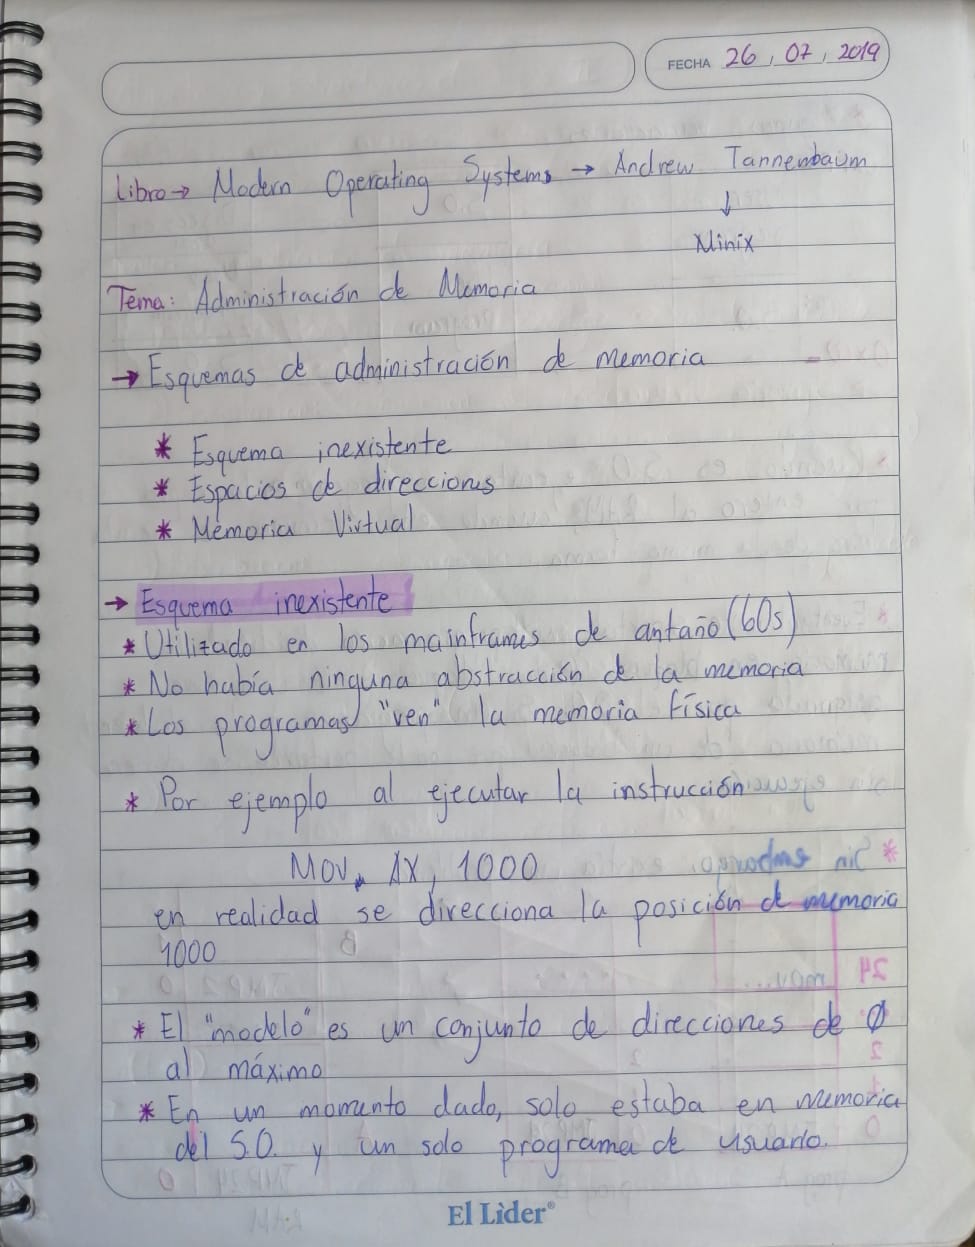 FECHA 26, 07, 2019
Libro → Modern Operating Systems → Andrew Tannenbaum
↓
Minix
Tema: Administración de Memoria
→ Esquemas de administración de memoria
* Esquema inexistente
* Espacios de direcciones
* Memoria Virtual
→ Esquema inexistente
* Utilizado en los mainframes de antaño (60s)
* No había ninguna abstracción de la memoria
* Los programas "ven" la memoria física
* Por ejemplo al ejecutar la instrucción
MOV AX, 1000
en realidad se direcciona la posición de memoria
1000
* El "modelo" es un conjunto de direcciones de Ø
al máximo
* En un momento dado, solo estaba en memoria
del S.O. y un solo programa de usuario.
El Lìder®